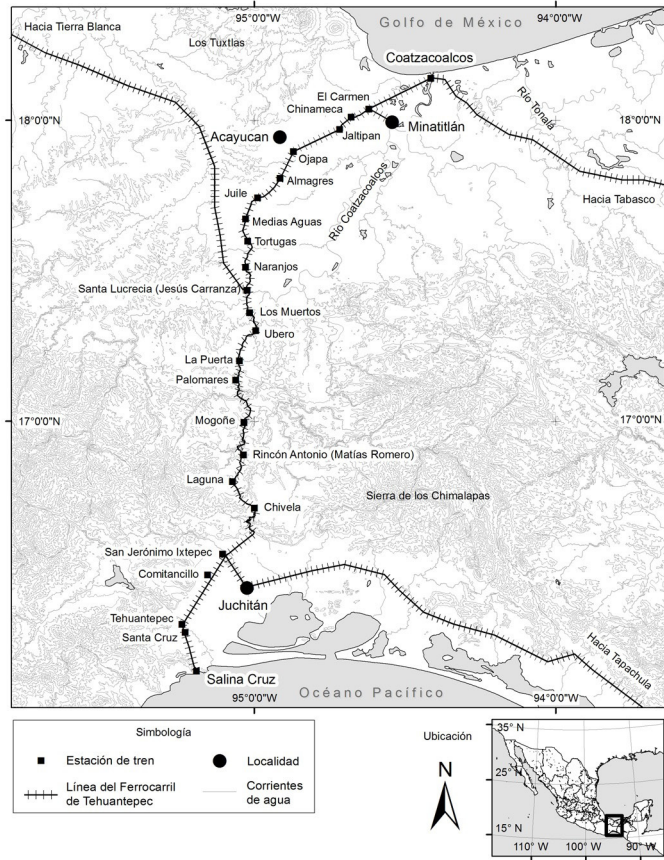 95°0'0"W
94°0'0"W
Hacia Tierra Blanca
Los Tuxtlas
Golfo de México
Coatzacoalcos
El Carmen
Chinameca
18°0'0"N
18°0'0"N
Río Tonalá
Acayucan
Minatitlán
Jaltipan
Ojapa
Almagres
Río Coatzacoalcos
Juile
Hacia Tabasco
Medias Aguas
Tortugas
Naranjos
Santa Lucrecia (Jesús Carranza)
Los Muertos
Ubero
La Puerta
Palomares
17°0'0"N
Mogoñe
17°0'0"N
Rincón Antonio (Matías Romero)
Laguna
Sierra de los Chimalapas
Chivela
San Jerónimo Ixtepec
Comitancillo
Juchitán
Tehuantepec
Santa Cruz
Hacia Tapachula
Salina Cruz
Océano Pacífico
95°0'0"W
94°0'0"W
Simbología
Estación de tren
Localidad
Línea del Ferrocarril
de Tehuantepec
Corrientes
de agua
Ubicación
N
35° N
25° N
15° N
110° W
100° W
90° W